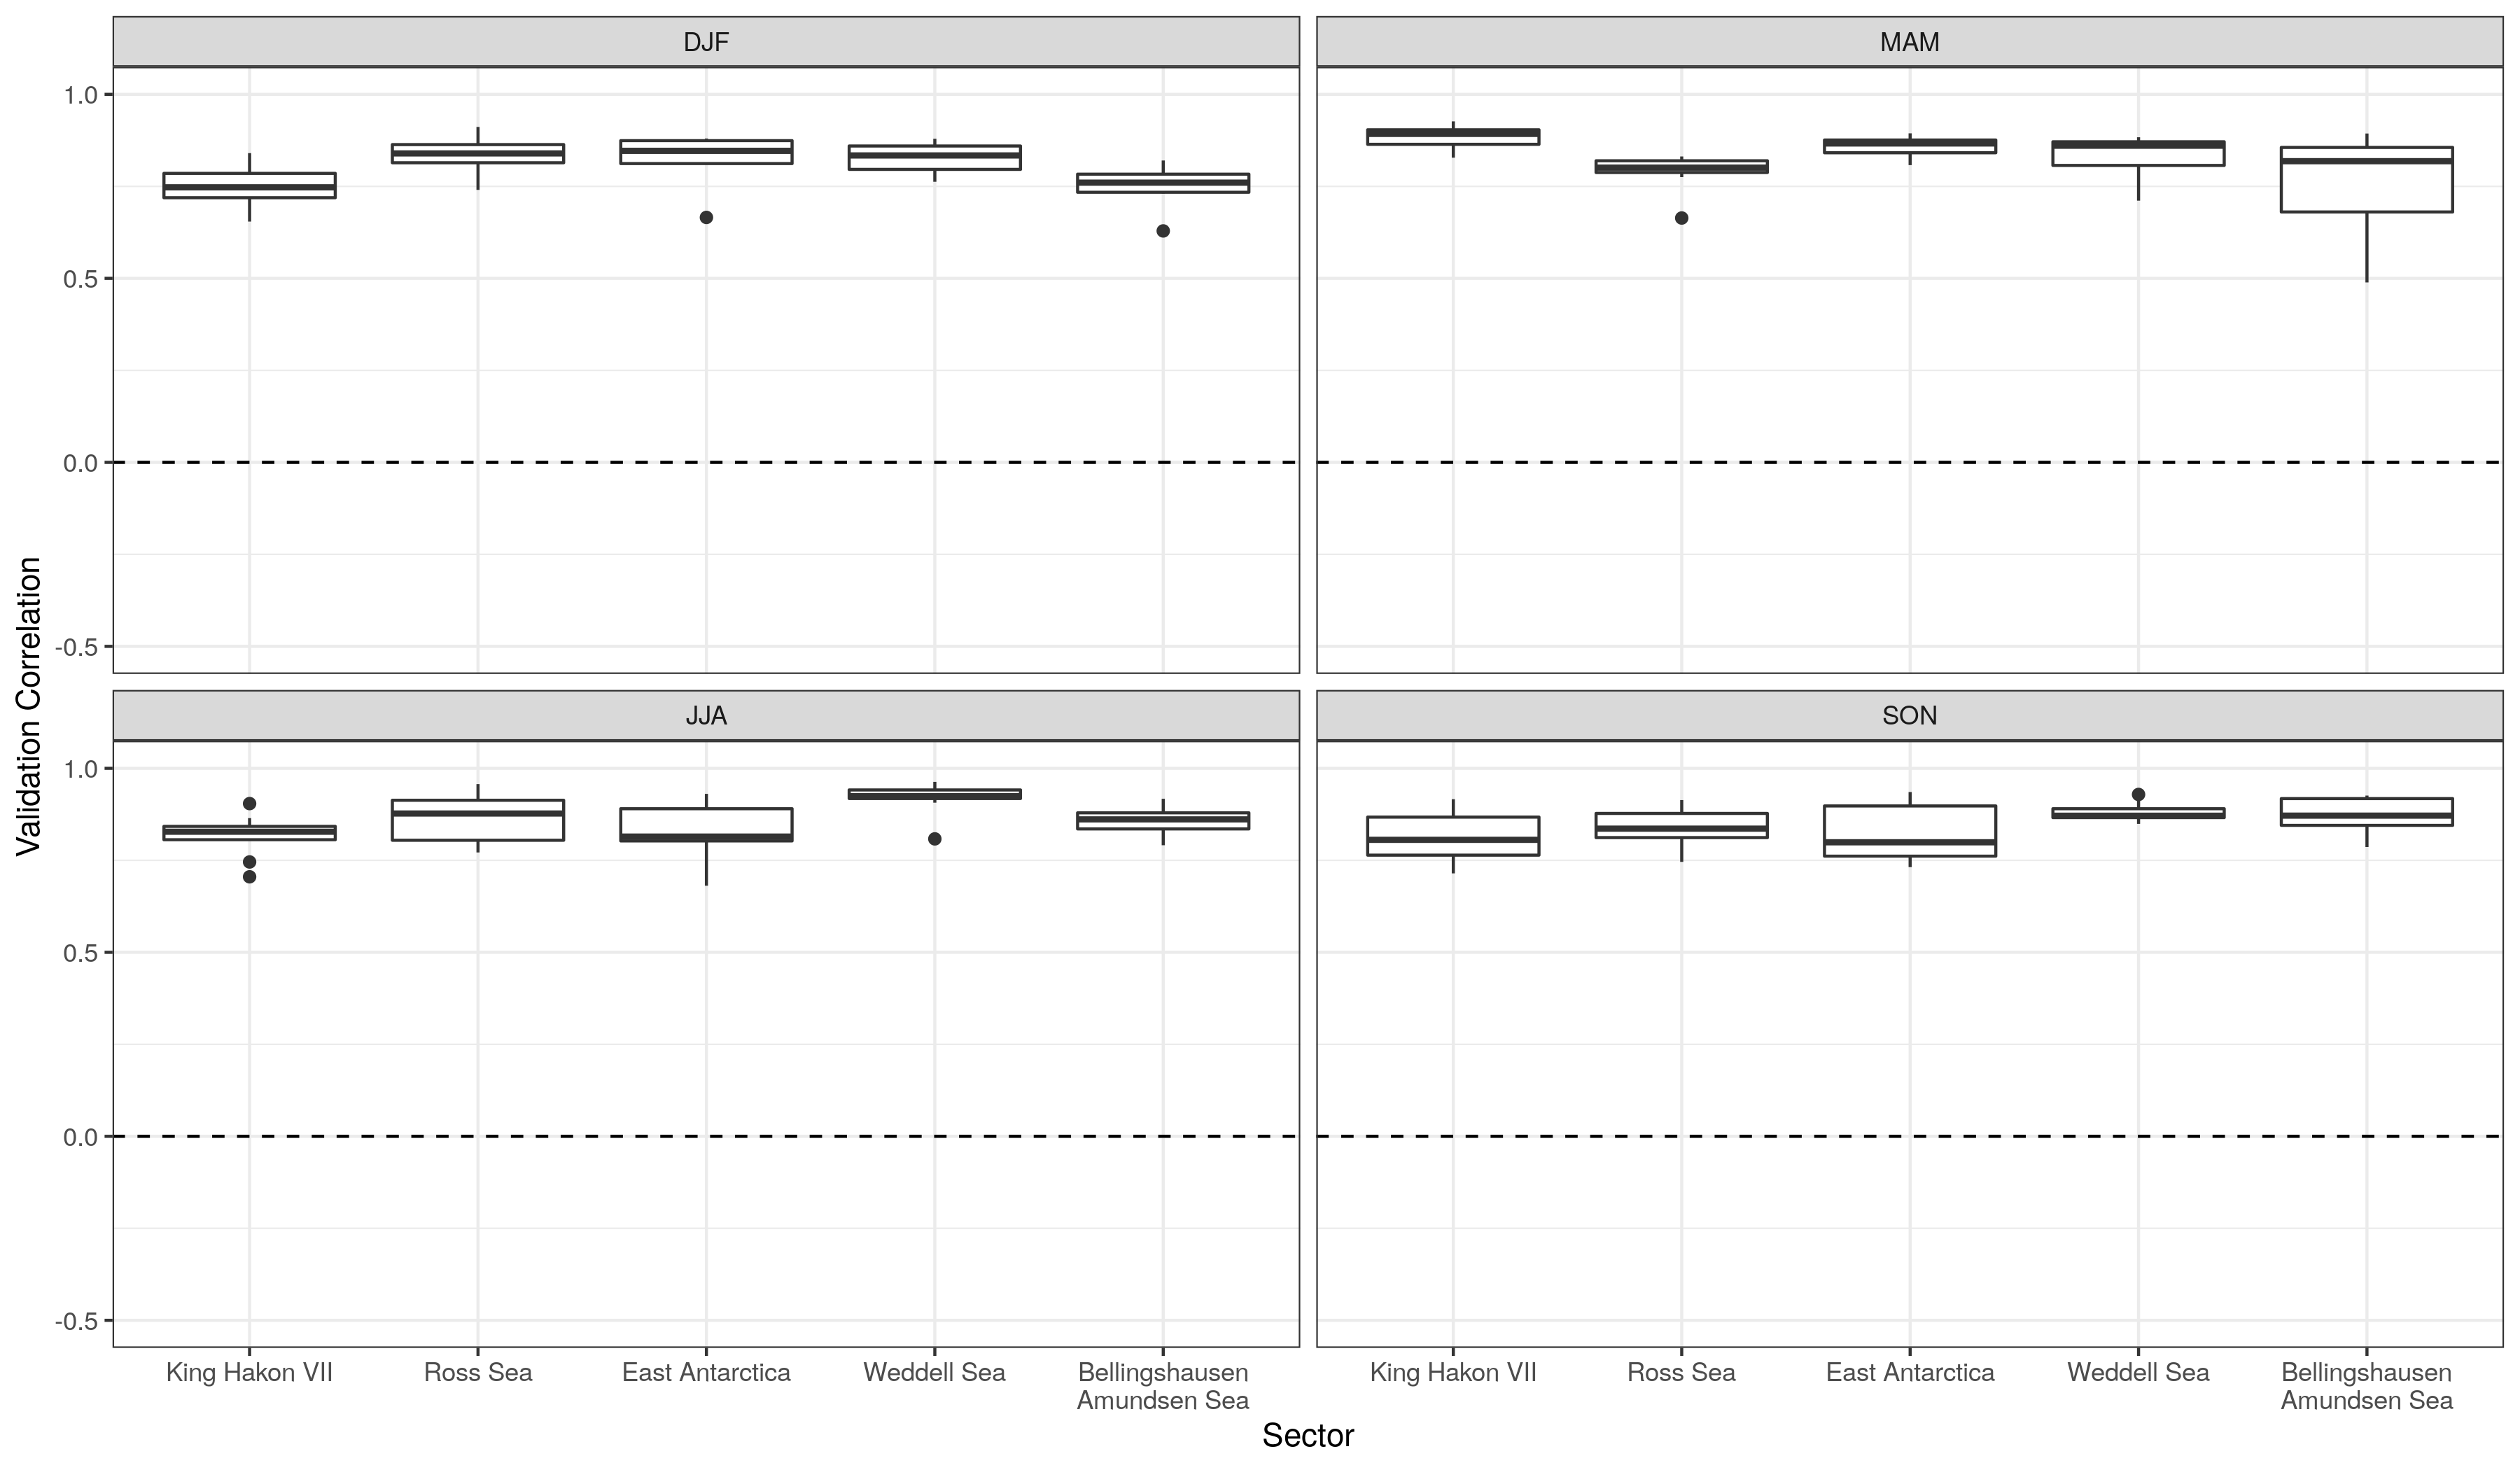 DJF
MAM
1.0
0.5
0.0
-0.5
Validation Correlation
JJA
SON
1.0
0.5
0.0
-0.5
King Hakon VII
Ross Sea
East Antarctica
Weddell Sea
Bellingshausen
Amundsen Sea
King Hakon VII
Ross Sea
East Antarctica
Weddell Sea
Bellingshausen
Amundsen Sea
Sector